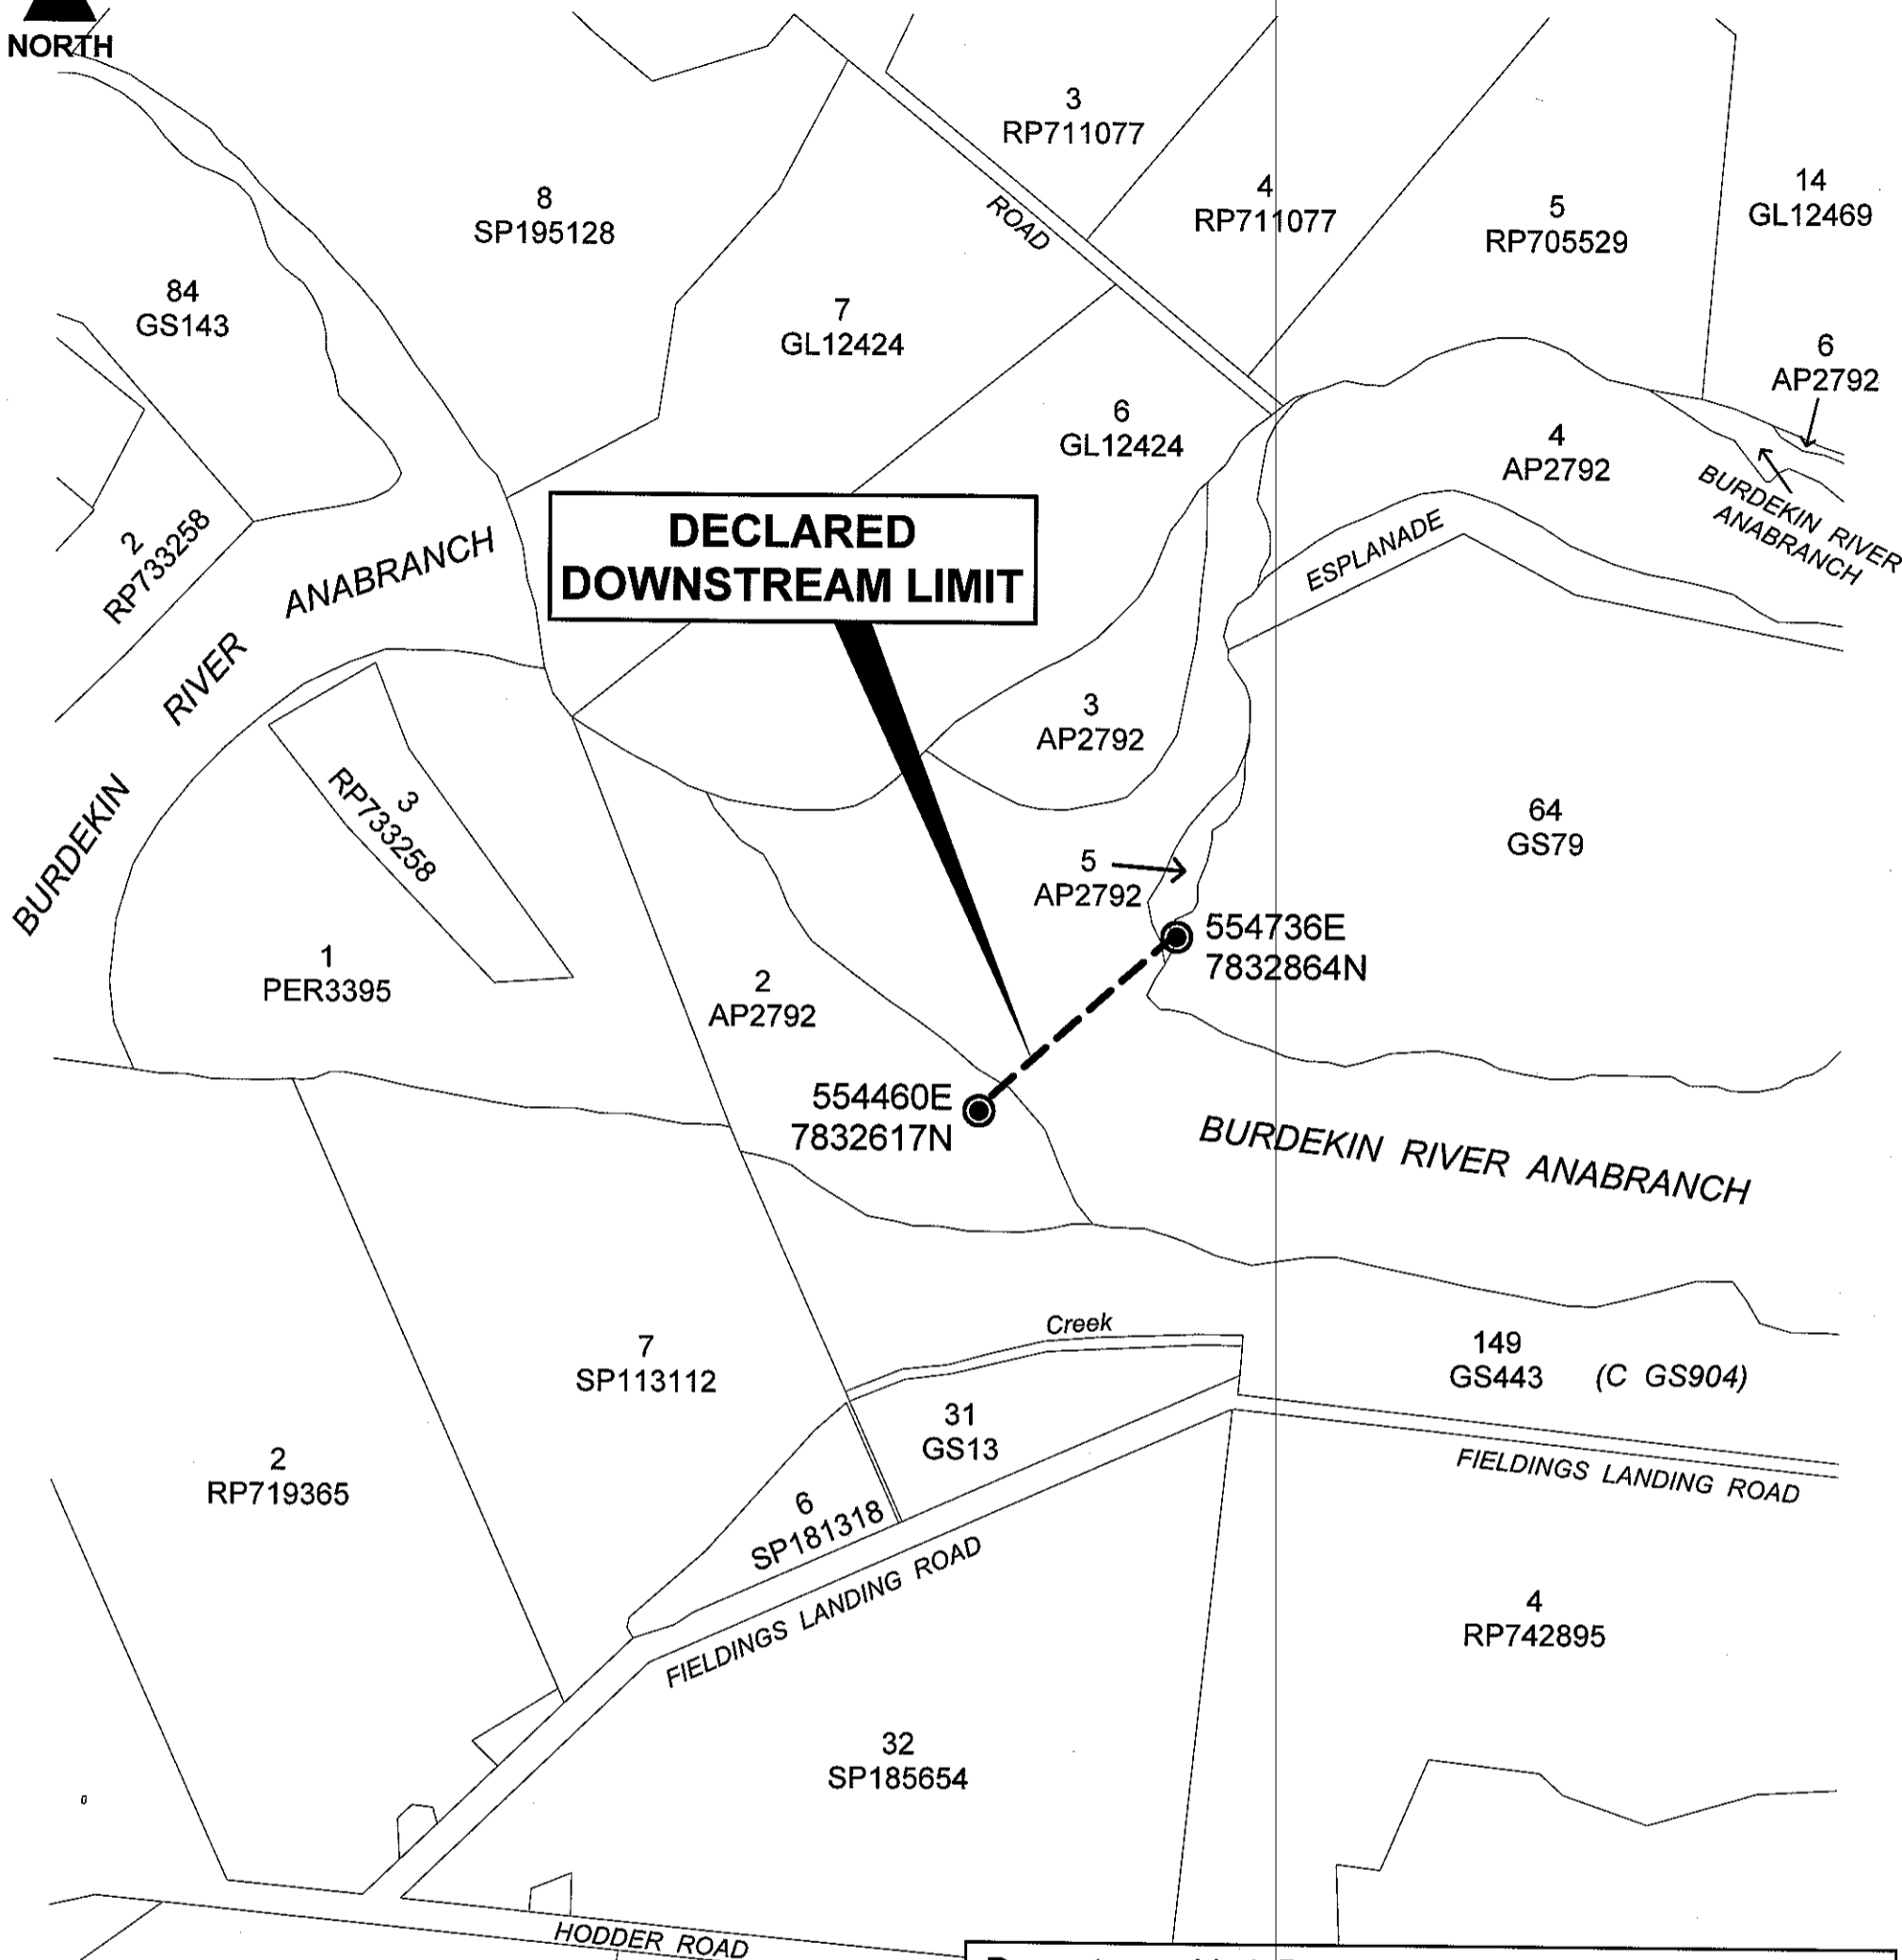 NORTH
3
RP711077
8
SP195128
ROAD
4
RP711077
5
RP705529
14
GL12469
84
GS143
7
GL12424
6
AP2792
6
GL12424
4
AP2792
BURDEKIN RIVER
ANABRANCH
2
RP733258
BURDEKIN RIVER ANABRANCH
DECLARED
DOWNSTREAM LIMIT
ESPLANADE
3
AP2792
3
RP733258
64
GS79
5
AP2792
554736E
7832864N
1
PER3395
2
AP2792
554460E
7832617N
BURDEKIN RIVER ANABRANCH
Creek
7
SP113112
149
GS443 (C GS904)
31
GS13
2
RP719365
FIELDINGS LANDING ROAD
6
SP181318
FIELDINGS LANDING ROAD
4
RP742895
32
SP185654
HODDER ROAD